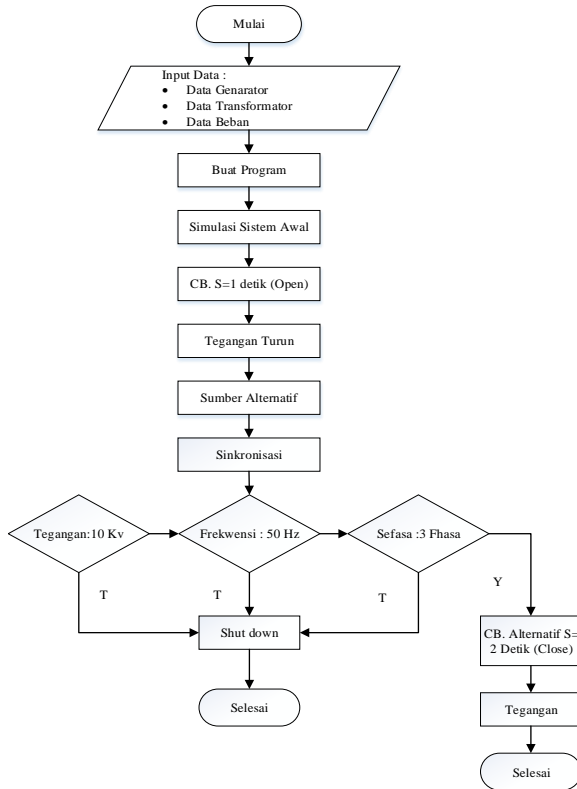 Mulai
Input Data :
• Data Genarator
• Data Transformator
• Data Beban
Buat Program
Simulasi Sistem Awal
CB. S=1 detik (Open)
Tegangan Turun
Sumber Alternatif
Sinkronisasi
Tegangan:10 Kv
Frekwensi : 50 Hz
Sefasa :3 Fhasa
T
T
T
Y
Shut down
CB. Alternatif S=
2 Detik (Close)
Selesai
Tegangan
Selesai